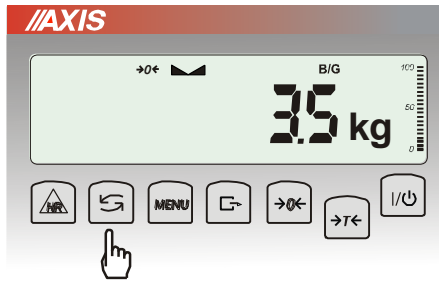 AXIS
→0← B/G 100
50
0
3.5 kg
HR MENU →0← →T← I/⏻